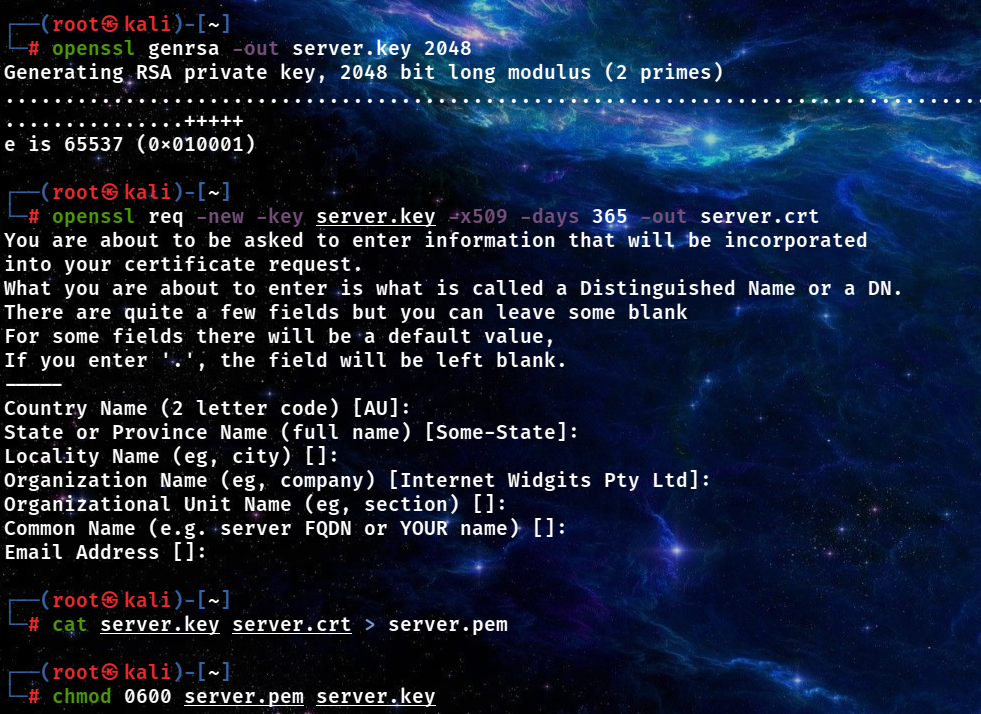 ┌──(root㉿kali)-[~]
└─# openssl genrsa -out server.key 2048
Generating RSA private key, 2048 bit long modulus (2 primes)
..................................................................................
...............+++++
e is 65537 (0x010001)
┌──(root㉿kali)-[~]
└─# openssl req -new -key server.key -x509 -days 365 -out server.crt
You are about to be asked to enter information that will be incorporated
into your certificate request.
What you are about to enter is what is called a Distinguished Name or a DN.
There are quite a few fields but you can leave some blank
For some fields there will be a default value,
If you enter '.', the field will be left blank.
-----
Country Name (2 letter code) [AU]:
State or Province Name (full name) [Some-State]:
Locality Name (eg, city) []:
Organization Name (eg, company) [Internet Widgits Pty Ltd]:
Organizational Unit Name (eg, section) []:
Common Name (e.g. server FQDN or YOUR name) []:
Email Address []:
┌──(root㉿kali)-[~]
└─# cat server.key server.crt > server.pem
┌──(root㉿kali)-[~]
└─# chmod 0600 server.pem server.key